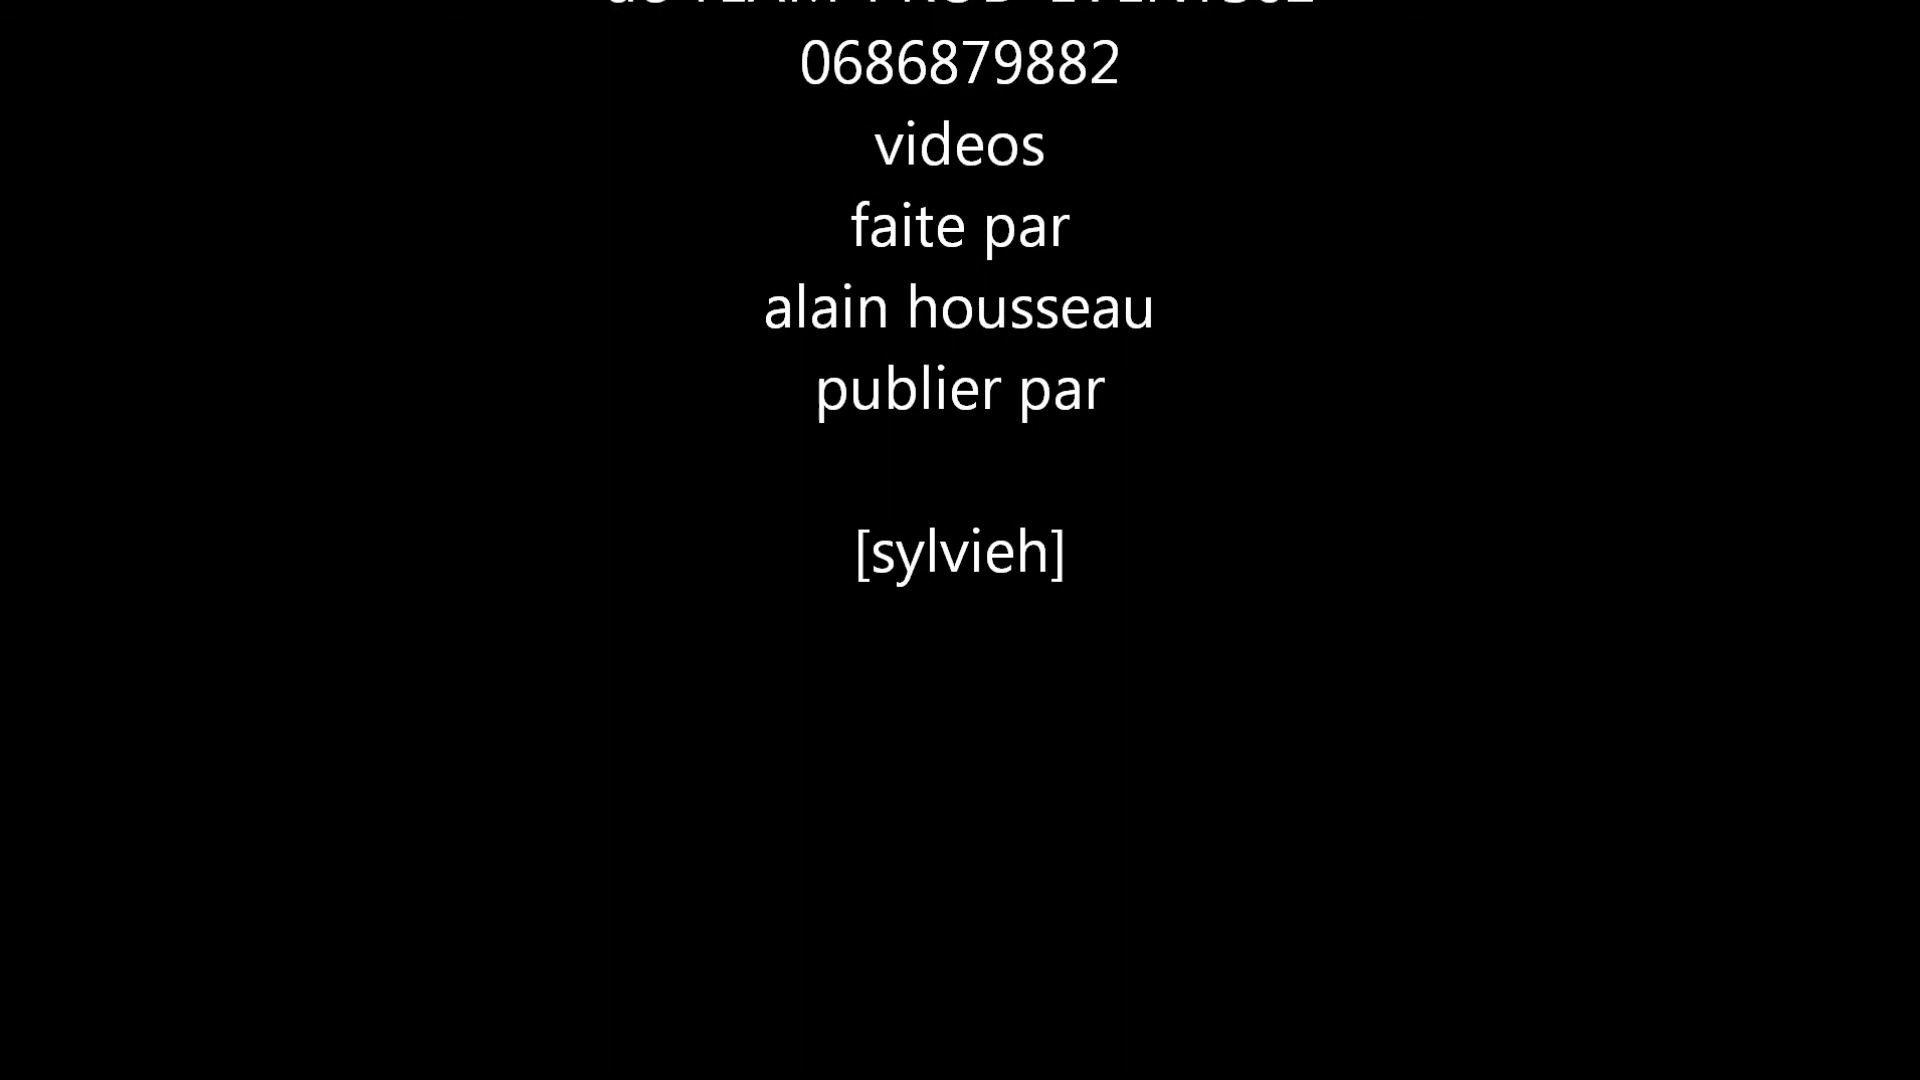 0686879882
videos
faite par
alain housseau
publier par
[sylvieh]